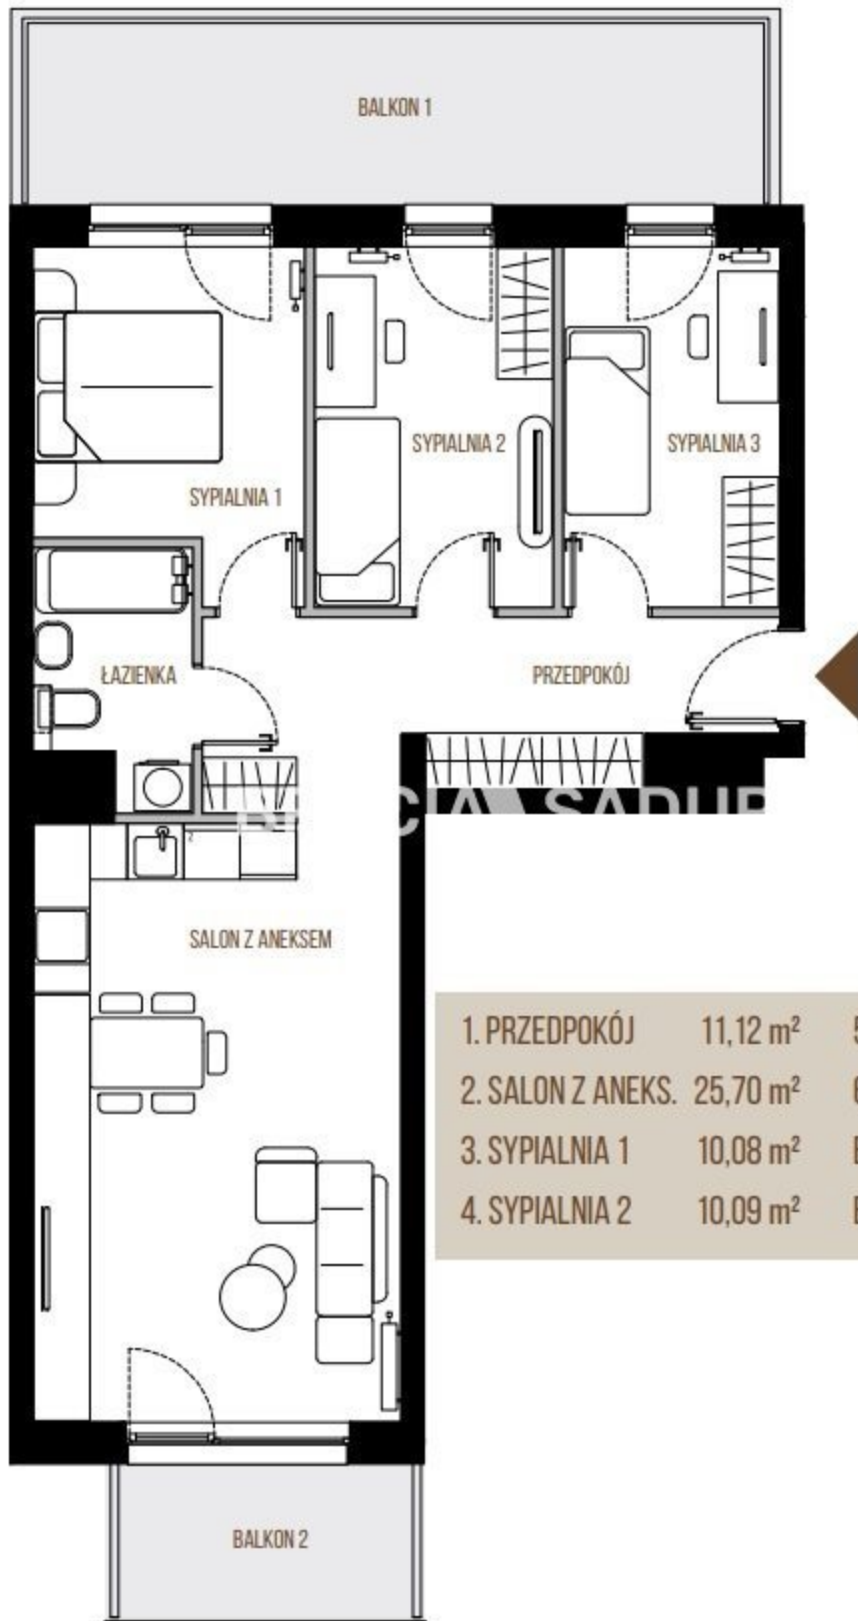 BALKON 1
SYPIALNIA 2
SYPIALNIA 3
SYPIALNIA 1
ŁAZIENKA
PRZEDPOKÓJ
SALON Z ANEKSEM
1. PRZEDPOKÓJ 11,12 m²
2. SALON Z ANEKS. 25,70 m²
3. SYPIALNIA 1 10,08 m²
4. SYPIALNIA 2 10,09 m²
BALKON 2